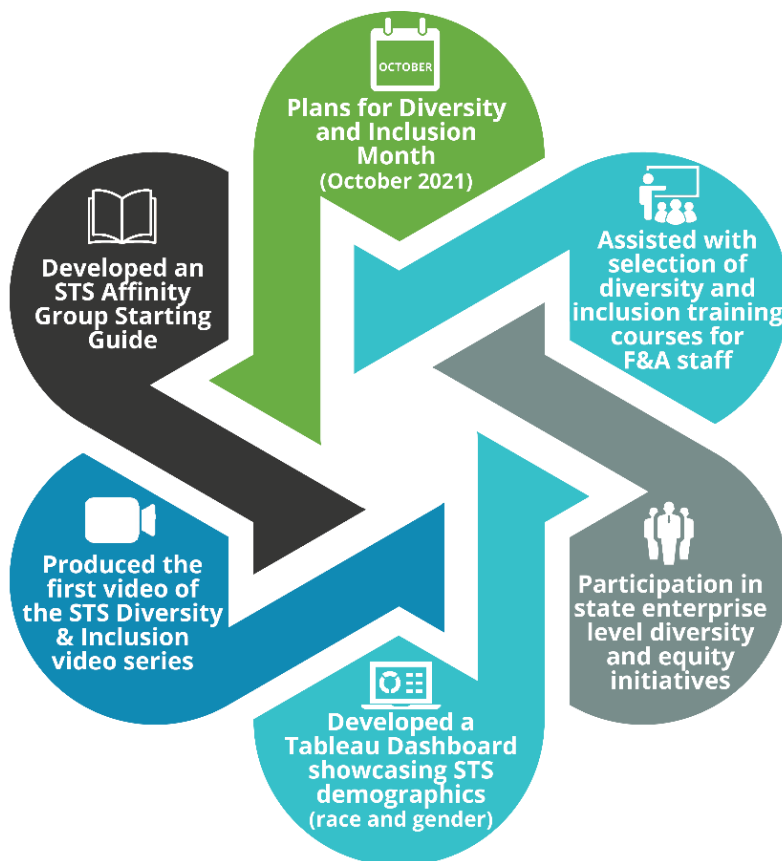 OCTOBER
Plans for Diversity
and Inclusion
Month
(October 2021)
Assisted with
selection of
diversity and
inclusion training
courses for
F&A staff
Participation in
state enterprise
level diversity
and equity
initiatives
Developed a
Tableau Dashboard
showcasing STS
demographics
(race and gender)
Produced the
first video of
the STS Diversity
& Inclusion
video series
Developed an
STS Affinity
Group Starting
Guide